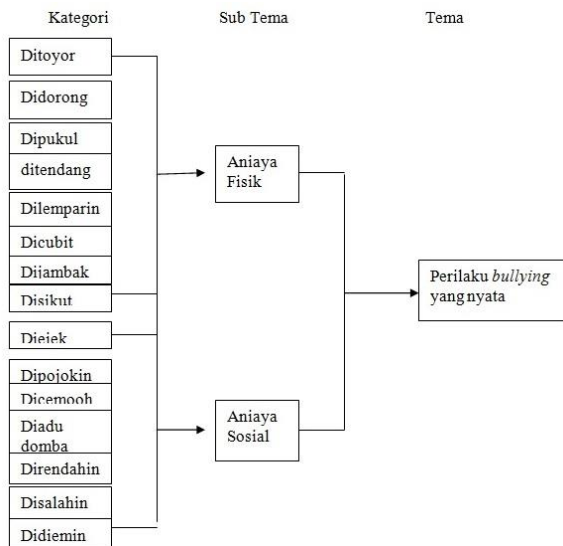 Kategori
Sub Tema
Tema
Ditoyor
Didorong
Dipukul
ditendang
Dilemparin
Dicubit
Dijambak
Disikut
Diejek
Dipojokin
Dicemooh
Diadu
domba
Direndahin
Disalahin
Didiemin
Aniaya
Fisik
Aniaya
Sosial
Perilaku bullying
yang nyata